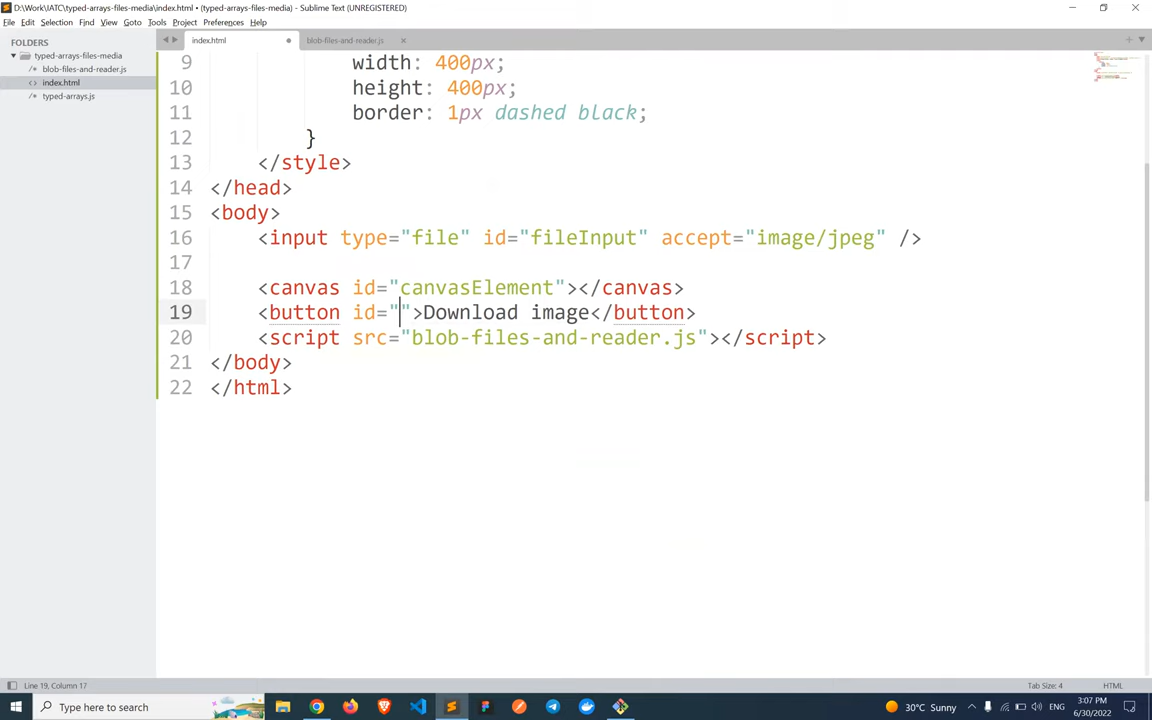 D:\Work\IATC\typed-arrays-files-media\index.html • (typed-arrays-files-media) - Sublime Text (UNREGISTERED)
File Edit Selection Find View Goto Tools Project Preferences Help
FOLDERS
typed-arrays-files-media
blob-files-and-reader.js
index.html
typed-arrays.js
index.html
blob-files-and-reader.js
9 width: 400px;
10 height: 400px;
11 border: 1px dashed black;
12 }
13 </style>
14 </head>
15 <body>
16 <input type="file" id="fileInput" accept="image/jpeg" />
17
18 <canvas id="canvasElement"></canvas>
19 <button id="">Download image</button>
20 <script src="blob-files-and-reader.js"></script>
21 </body>
22 </html>
Line 19, Column 17
Tab Size: 4
HTML
Type here to search
30°C Sunny
ENG
3:07 PM
6/30/2022